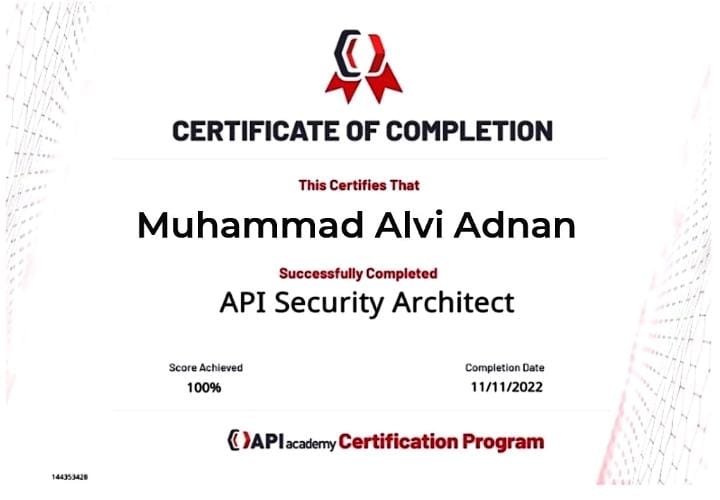 CERTIFICATE OF COMPLETION
This Certifies That
Muhammad Alvi Adnan
Successfully Completed
API Security Architect
Score Achieved
Completion Date
100%
11/11/2022
API academy Certification Program
144353428